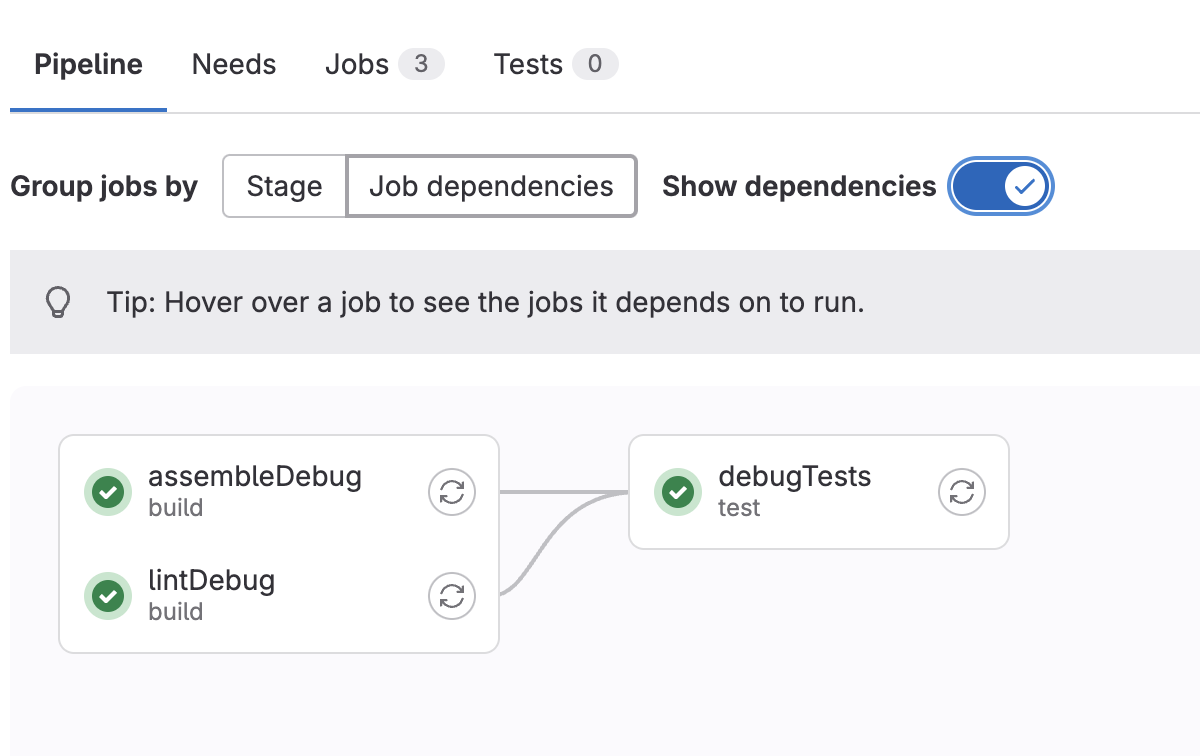 Pipeline Needs Jobs 3 Tests 0
Group jobs by Stage Job dependencies Show dependencies
Tip: Hover over a job to see the jobs it depends on to run.
assembleDebug
build
lintDebug
build
debugTests
test